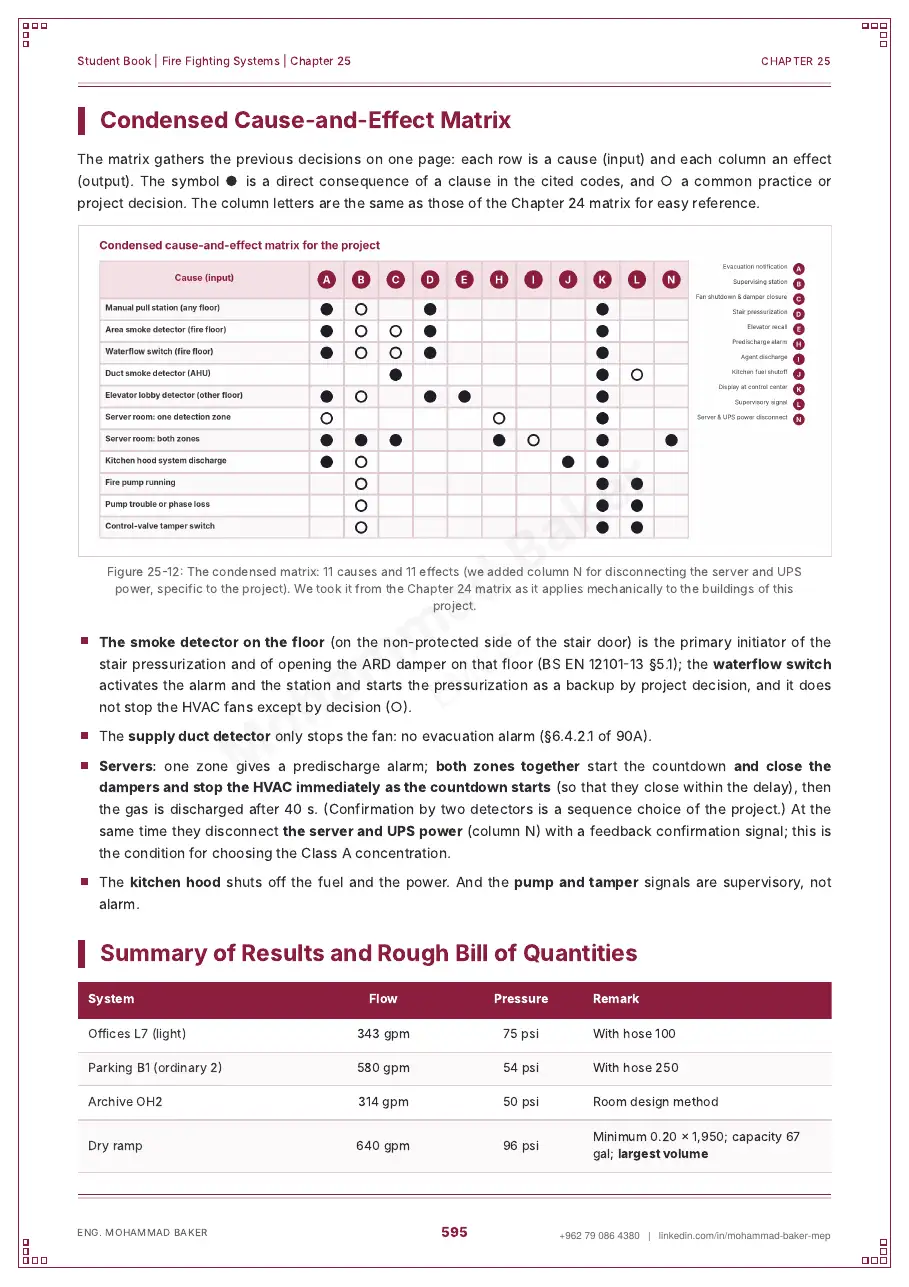 Student Book | Fire Fighting Systems | Chapter 25
CHAPTER 25
Condensed Cause-and-Effect Matrix
The matrix gathers the previous decisions on one page: each row is a cause (input) and each column an effect
(output). The symbol ● is a direct consequence of a clause in the cited codes, and ○ a common practice or
project decision. The column letters are the same as those of the Chapter 24 matrix for easy reference.
Condensed cause-and-effect matrix for the project
Cause (input) A B C D E H I J K L N
Manual pull station (any floor) ● ○ ● ●
Area smoke detector (fire floor) ● ○ ○ ● ●
Waterflow switch (fire floor) ● ○ ○ ● ●
Duct smoke detector (AHU) ● ● ○
Elevator lobby detector (other floor) ● ○ ● ● ●
Server room: one detection zone ○ ○ ●
Server room: both zones ● ● ● ● ○ ● ●
Kitchen hood system discharge ● ○ ● ●
Fire pump running ○ ● ●
Pump trouble or phase loss ○ ● ●
Control-valve tamper switch ○ ● ●
Evacuation notification A
Supervising station B
Fan shutdown & damper closure C
Stair pressurization D
Elevator recall E
Predischarge alarm H
Agent discharge I
Kitchen fuel shutoff J
Display at control center K
Supervisory signal L
Server & UPS power disconnect N
Figure 25-12: The condensed matrix: 11 causes and 11 effects (we added column N for disconnecting the server and UPS
power, specific to the project). We took it from the Chapter 24 matrix as it applies mechanically to the buildings of this
project.
The smoke detector on the floor (on the non-protected side of the stair door) is the primary initiator of the
stair pressurization and of opening the ARD damper on that floor (BS EN 12101-13 §5.1); the waterflow switch
activates the alarm and the station and starts the pressurization as a backup by project decision, and it does
not stop the HVAC fans except by decision (○).
The supply duct detector only stops the fan: no evacuation alarm (§6.4.2.1 of 90A).
Servers: one zone gives a predischarge alarm; both zones together start the countdown and close the
dampers and stop the HVAC immediately as the countdown starts (so that they close within the delay), then
the gas is discharged after 40 s. (Confirmation by two detectors is a sequence choice of the project.) At the
same time they disconnect the server and UPS power (column N) with a feedback confirmation signal; this is
the condition for choosing the Class A concentration.
The kitchen hood shuts off the fuel and the power. And the pump and tamper signals are supervisory, not
alarm.
Summary of Results and Rough Bill of Quantities
System Flow Pressure Remark
Offices L7 (light) 343 gpm 75 psi With hose 100
Parking B1 (ordinary 2) 580 gpm 54 psi With hose 250
Archive OH2 314 gpm 50 psi Room design method
Dry ramp 640 gpm 96 psi Minimum 0.20 × 1,950; capacity 67
gal; largest volume
ENG. MOHAMMAD BAKER
595
+962 79 086 4380 | linkedin.com/in/mohammad-baker-mep
Mohammad Baker